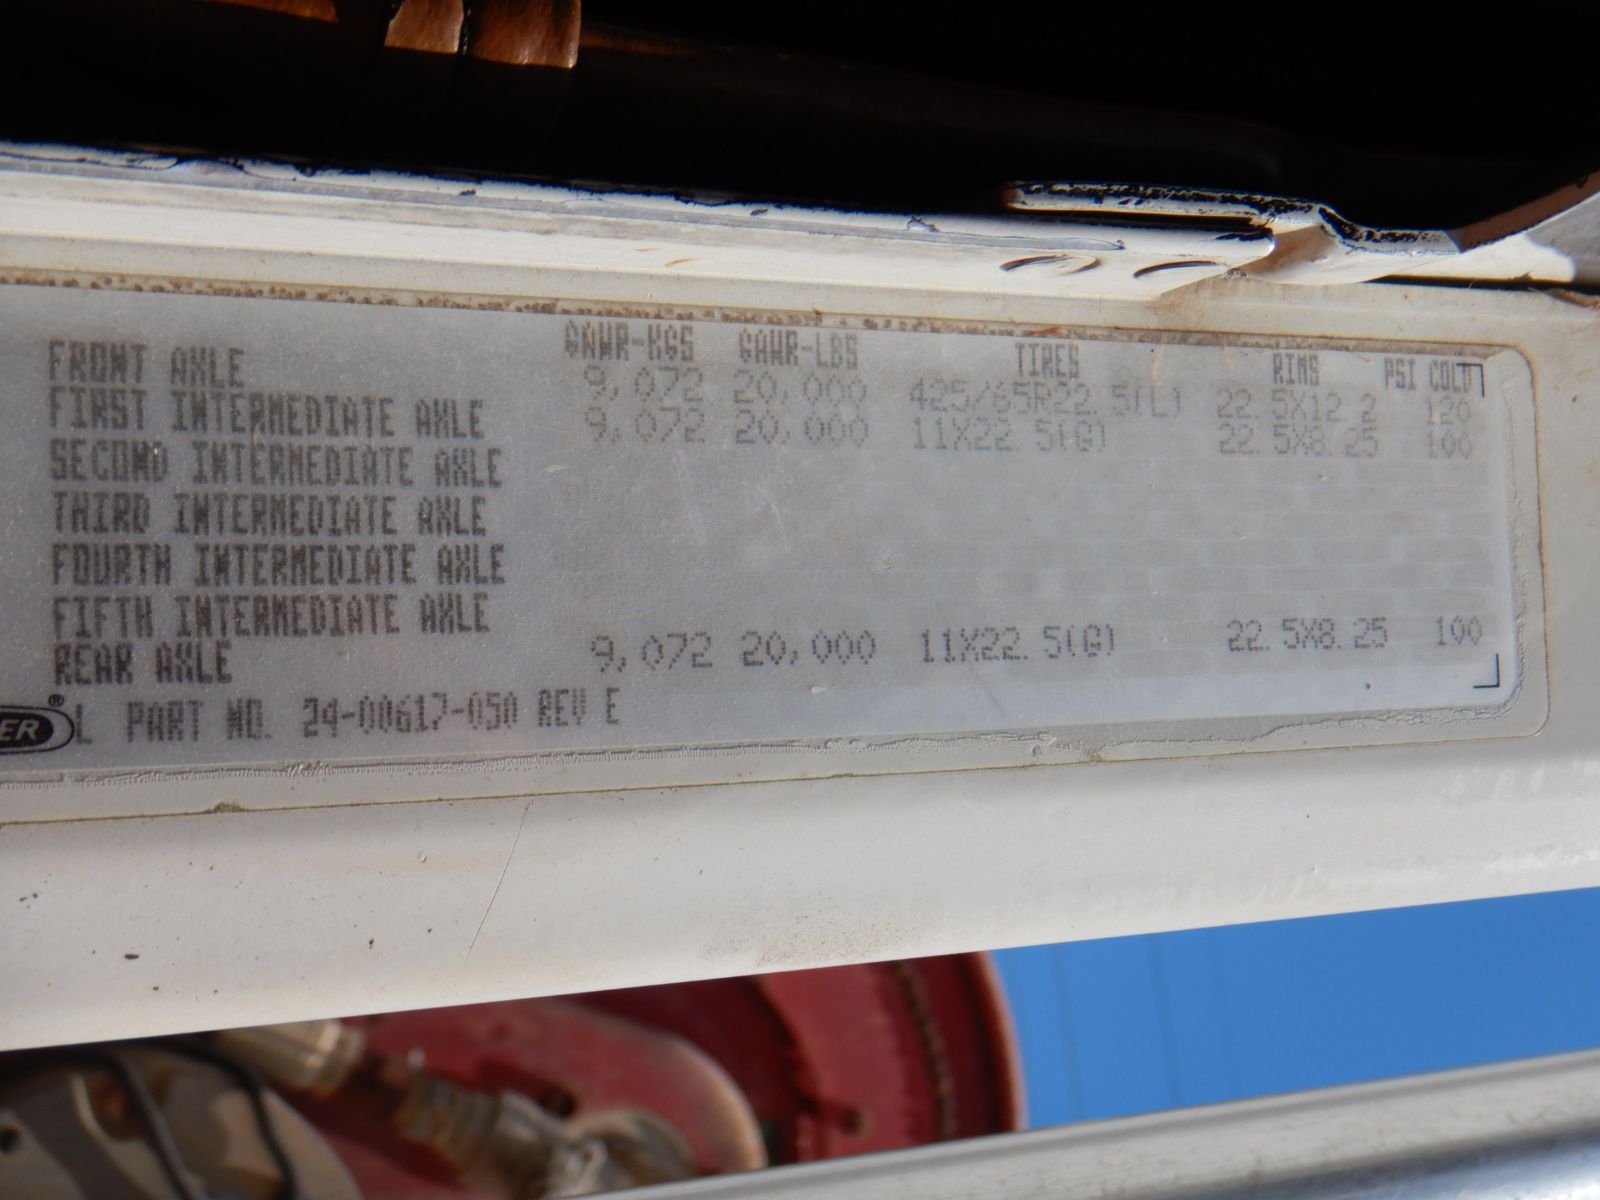 GAWR-KGS GAWR-LBS TIRES RIMS PSI COLD
FRONT AXLE 9,072 20,000 425/65R22.5(L) 22.5X12.2 120
FIRST INTERMEDIATE AXLE 9,072 20,000 11X22.5(G) 22.5X8.25 100
SECOND INTERMEDIATE AXLE
THIRD INTERMEDIATE AXLE
FOURTH INTERMEDIATE AXLE
FIFTH INTERMEDIATE AXLE
REAR AXLE 9,072 20,000 11X22.5(G) 22.5X8.25 100
ER® L PART NO. 24-00617-050 REV E